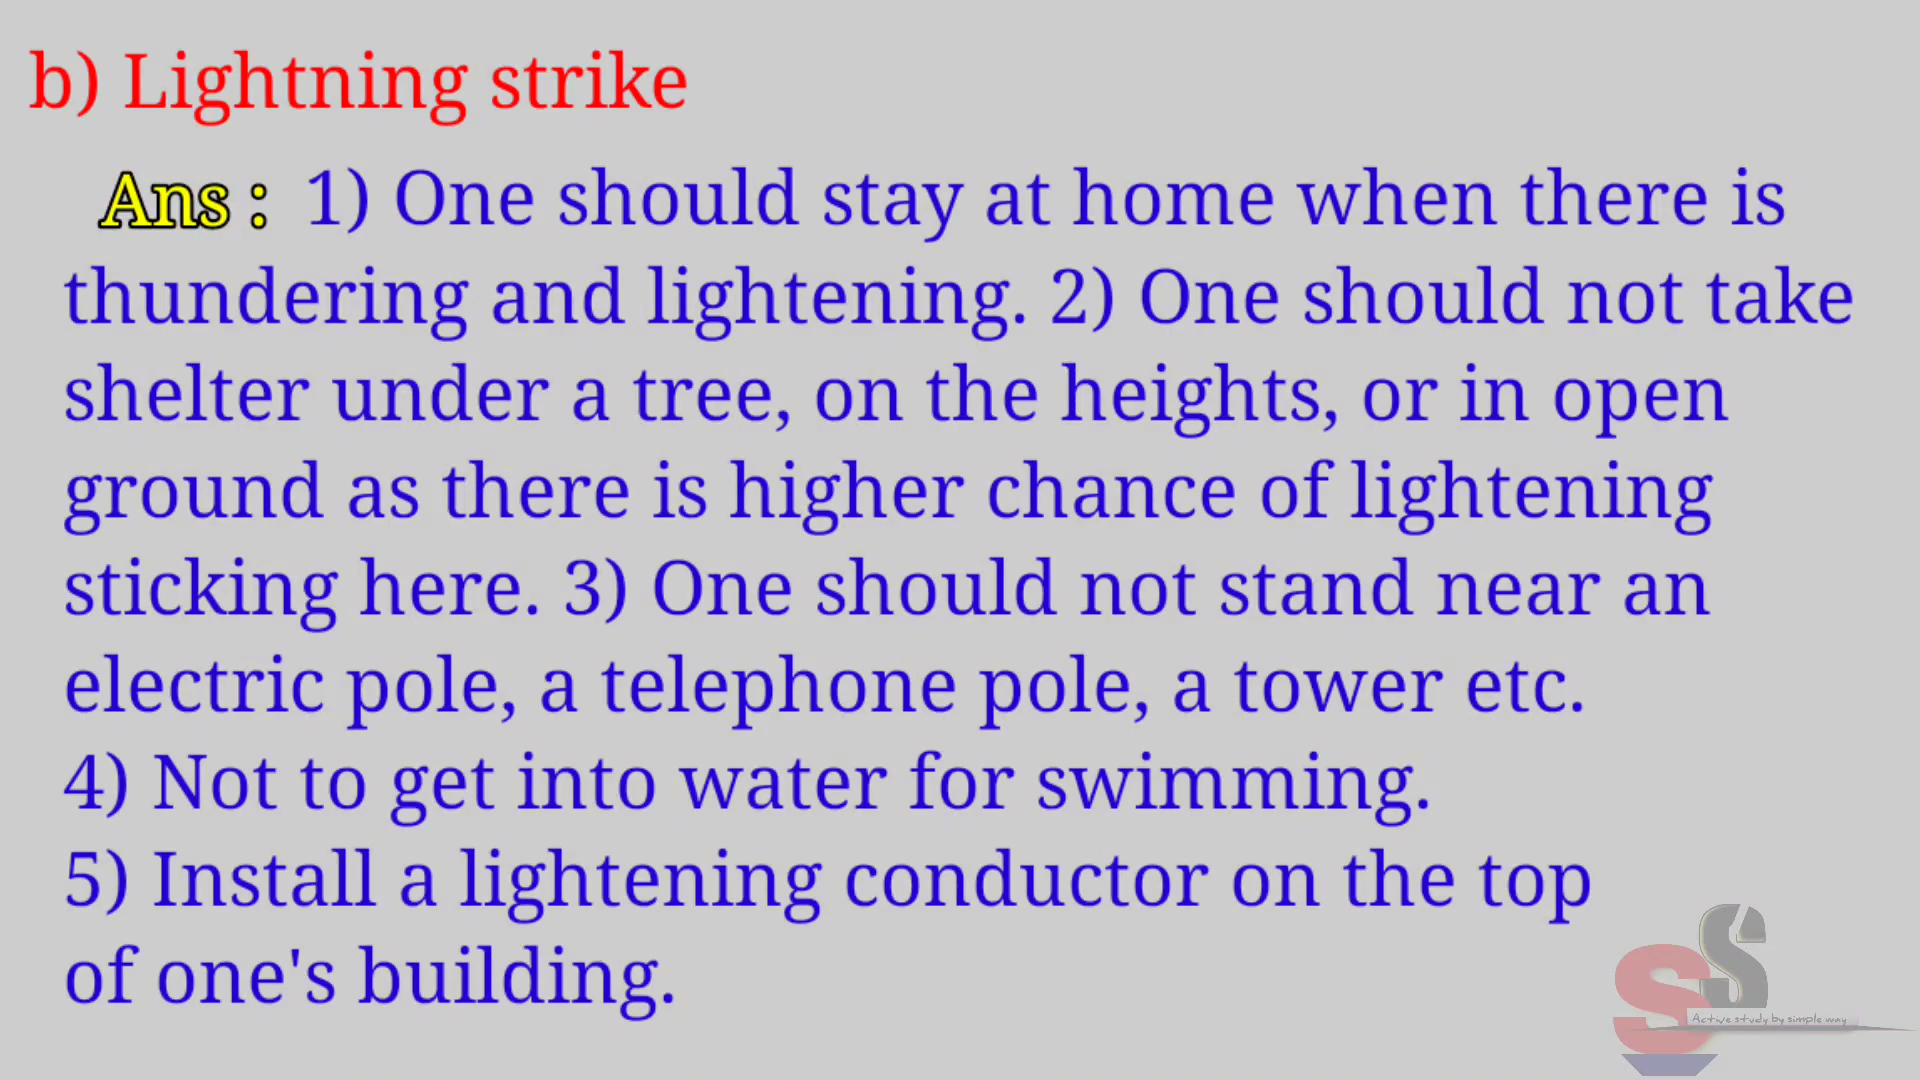 b) Lightning strike
Ans : 1) One should stay at home when there is
thundering and lightening. 2) One should not take
shelter under a tree, on the heights, or in open
ground as there is higher chance of lightening
sticking here. 3) One should not stand near an
electric pole, a telephone pole, a tower etc.
4) Not to get into water for swimming.
5) Install a lightening conductor on the top
of one's building.
SS
Active study by simple way